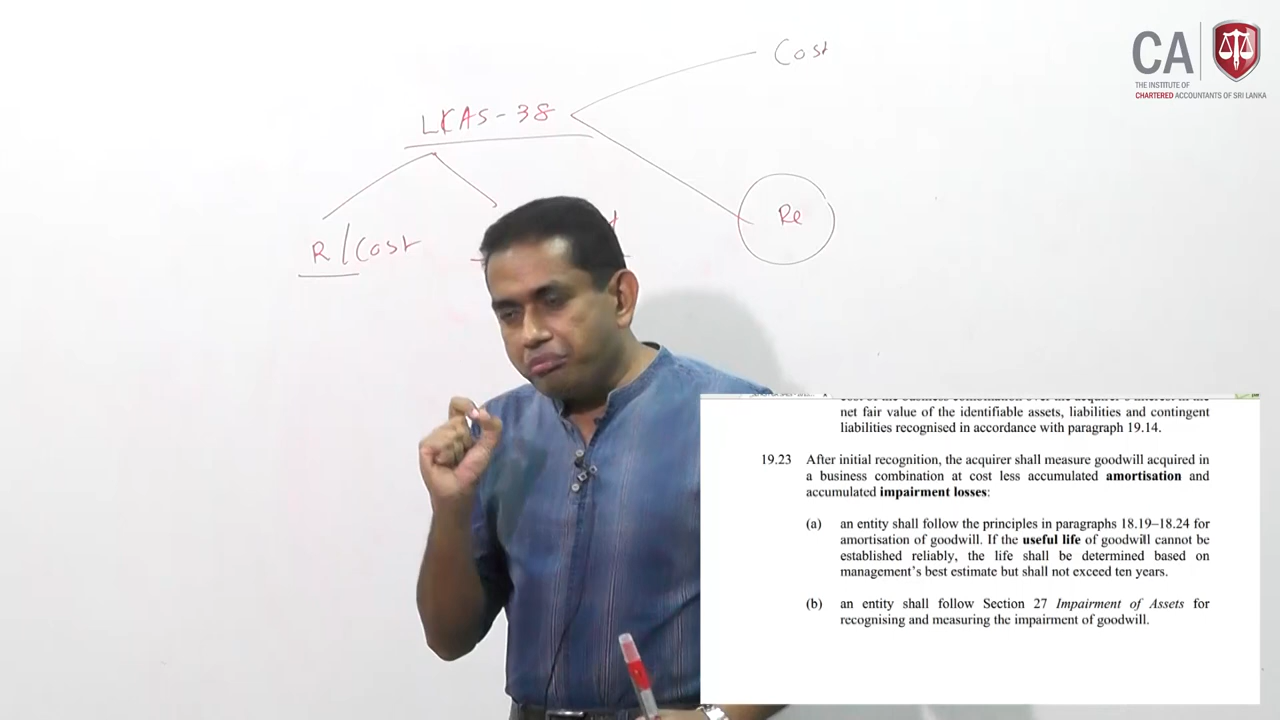 Cost
LKAS-38
Re
R/Cost
CA
THE INSTITUTE OF
CHARTERED ACCOUNTANTS OF SRI LANKA
net fair value of the identifiable assets, liabilities and contingent
liabilities recognised in accordance with paragraph 19.14.
19.23 After initial recognition, the acquirer shall measure goodwill acquired in
a business combination at cost less accumulated amortisation and
accumulated impairment losses:
(a) an entity shall follow the principles in paragraphs 18.19–18.24 for
amortisation of goodwill. If the useful life of goodwill cannot be
established reliably, the life shall be determined based on
management's best estimate but shall not exceed ten years.
(b) an entity shall follow Section 27 Impairment of Assets for
recognising and measuring the impairment of goodwill.